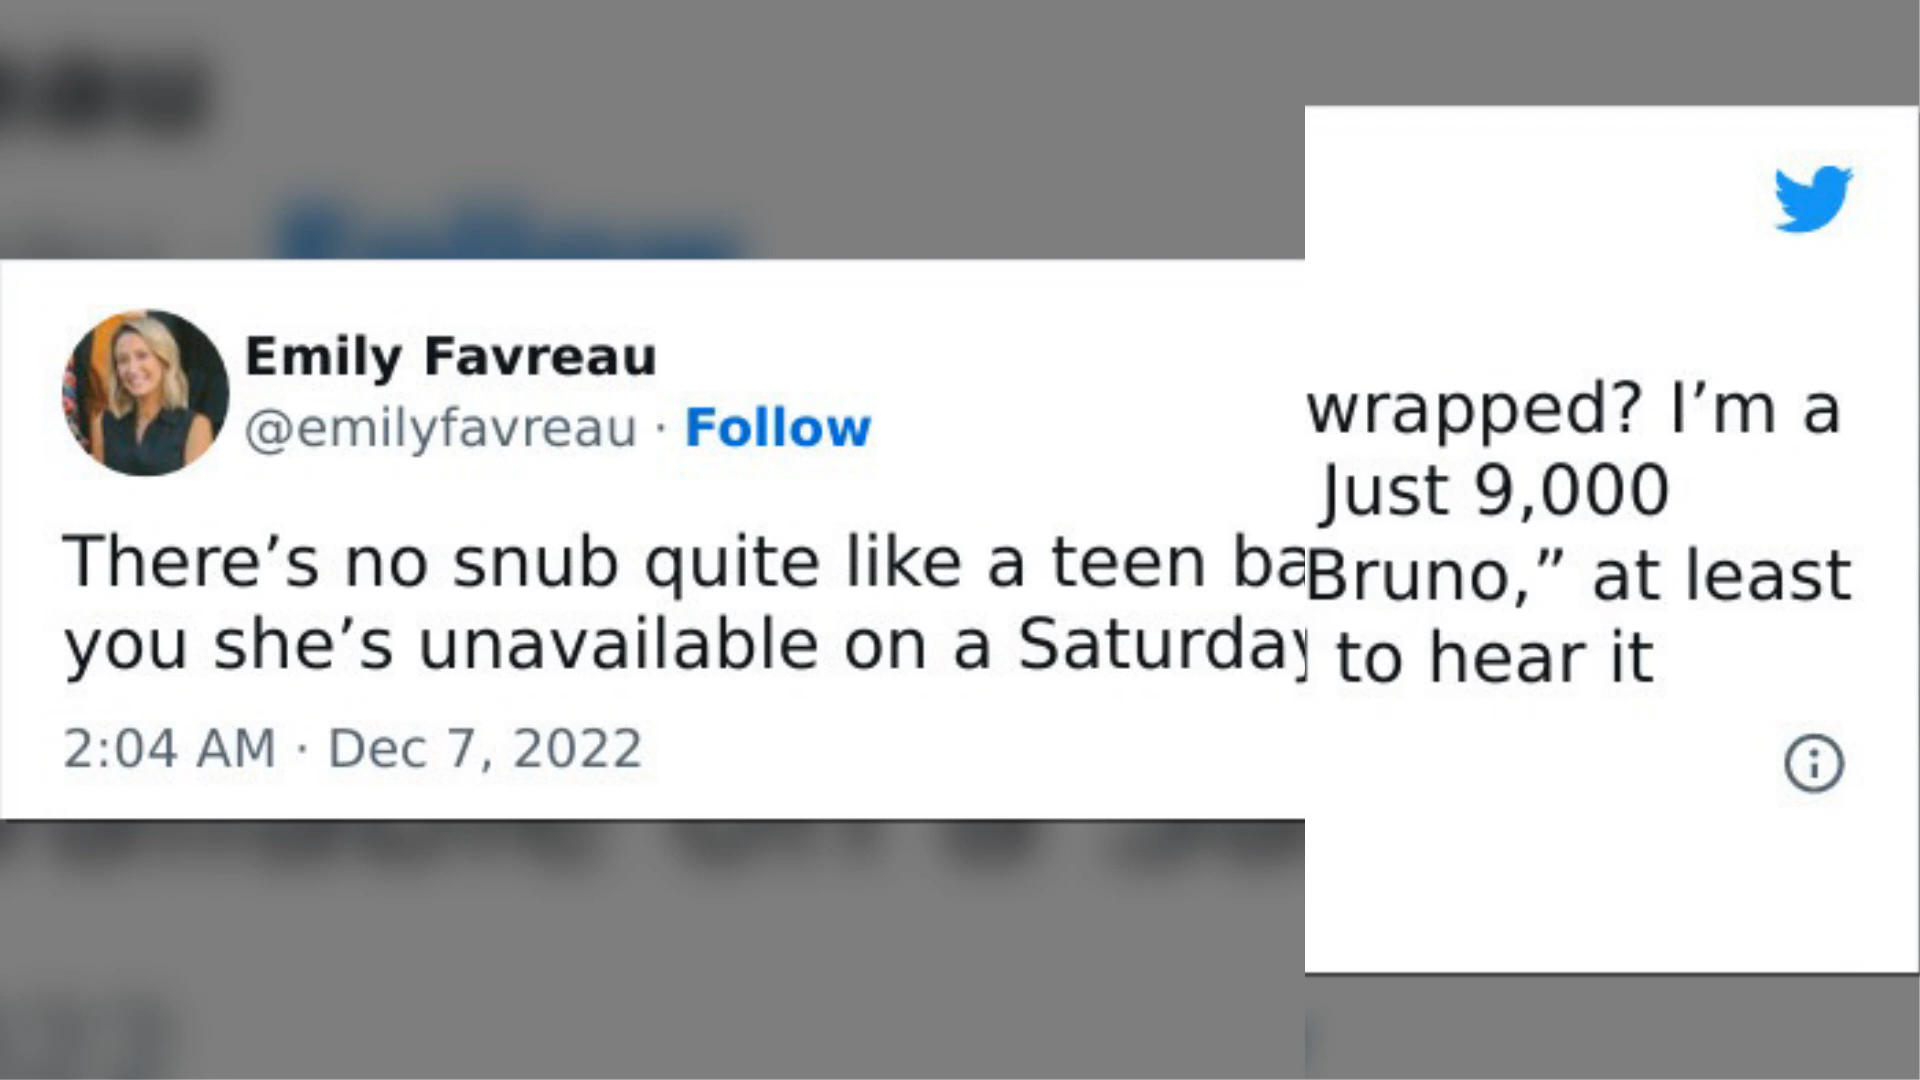 Emily Favreau
@emilyfavreau · Follow
There’s no snub quite like a teen ba
you she’s unavailable on a Saturday
2:04 AM · Dec 7, 2022
wrapped? I’m a
Just 9,000
Bruno,” at least
to hear it